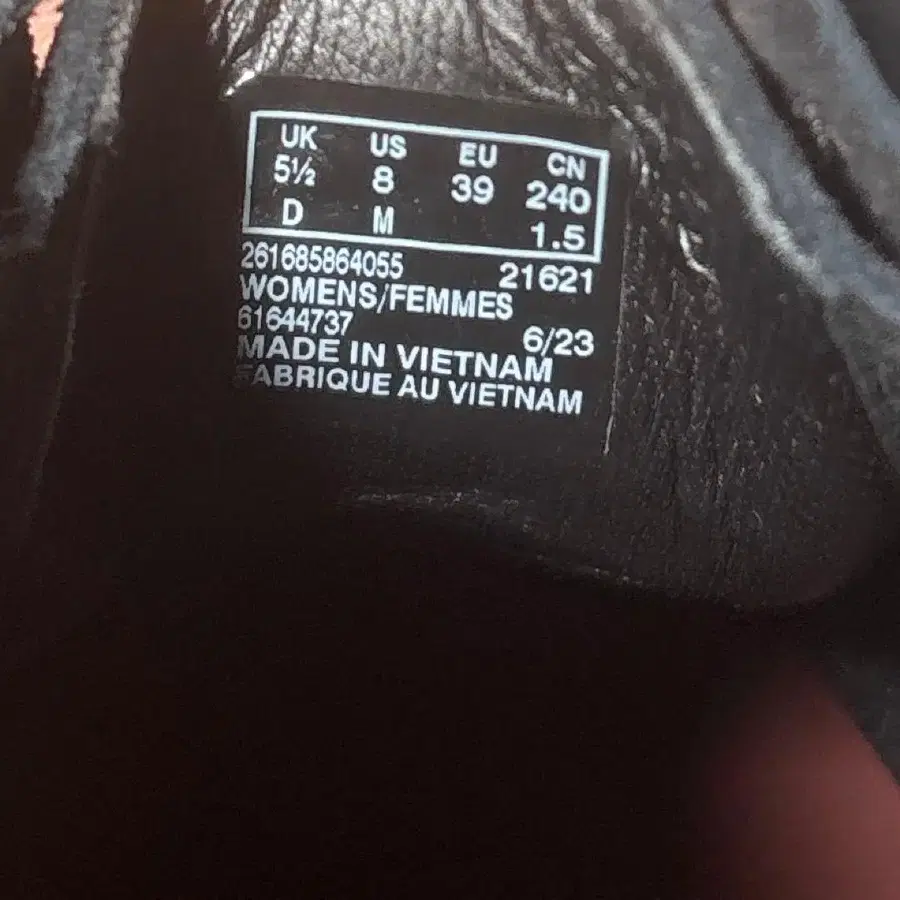 UK US EU CN
5½ 8 39 240
D M 1.5
261685864055 21621
WOMENS/FEMMES
61644737 6/23
MADE IN VIETNAM
FABRIQUE AU VIETNAM